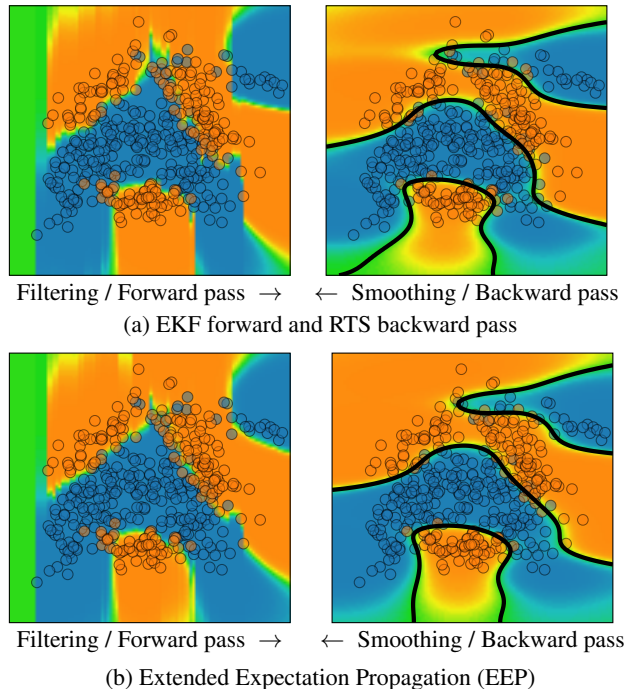 Filtering / Forward pass → ← Smoothing / Backward pass
(a) EKF forward and RTS backward pass
Filtering / Forward pass → ← Smoothing / Backward pass
(b) Extended Expectation Propagation (EEP)